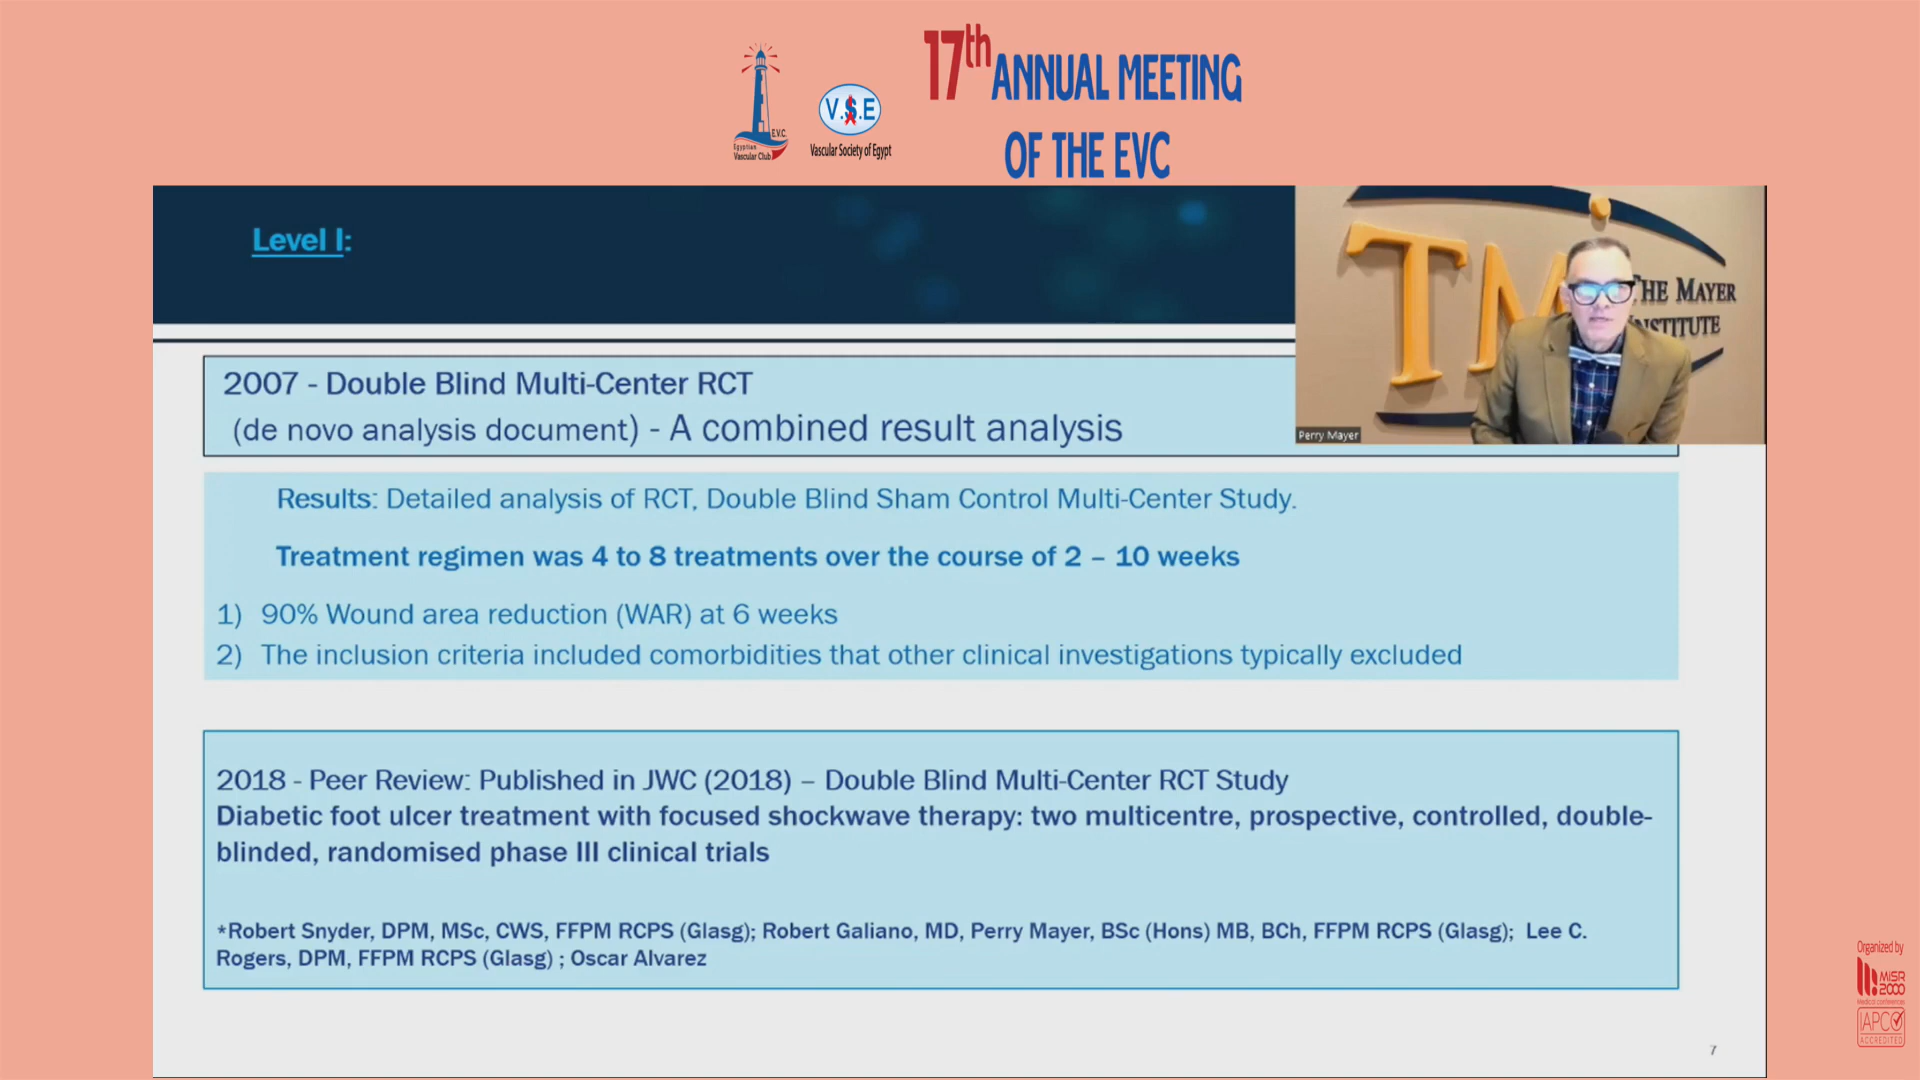 17th ANNUAL MEETING
OF THE EVC
E.V.C.
Egyptian
Vascular Club
V.S.E
Vascular Society of Egypt
Level I:
TM
THE MAYER
INSTITUTE
Perry Mayer
2007 - Double Blind Multi-Center RCT
(de novo analysis document) - A combined result analysis
Results: Detailed analysis of RCT, Double Blind Sham Control Multi-Center Study.
Treatment regimen was 4 to 8 treatments over the course of 2 – 10 weeks
1) 90% Wound area reduction (WAR) at 6 weeks
2) The inclusion criteria included comorbidities that other clinical investigations typically excluded
2018 - Peer Review: Published in JWC (2018) – Double Blind Multi-Center RCT Study
Diabetic foot ulcer treatment with focused shockwave therapy: two multicentre, prospective, controlled, double-
blinded, randomised phase III clinical trials
*Robert Snyder, DPM, MSc, CWS, FFPM RCPS (Glasg); Robert Galiano, MD, Perry Mayer, BSc (Hons) MB, BCh, FFPM RCPS (Glasg); Lee C.
Rogers, DPM, FFPM RCPS (Glasg) ; Oscar Alvarez
7
Organized by
MISR
2000
Medical conferences
IAPCO
ACCREDITED